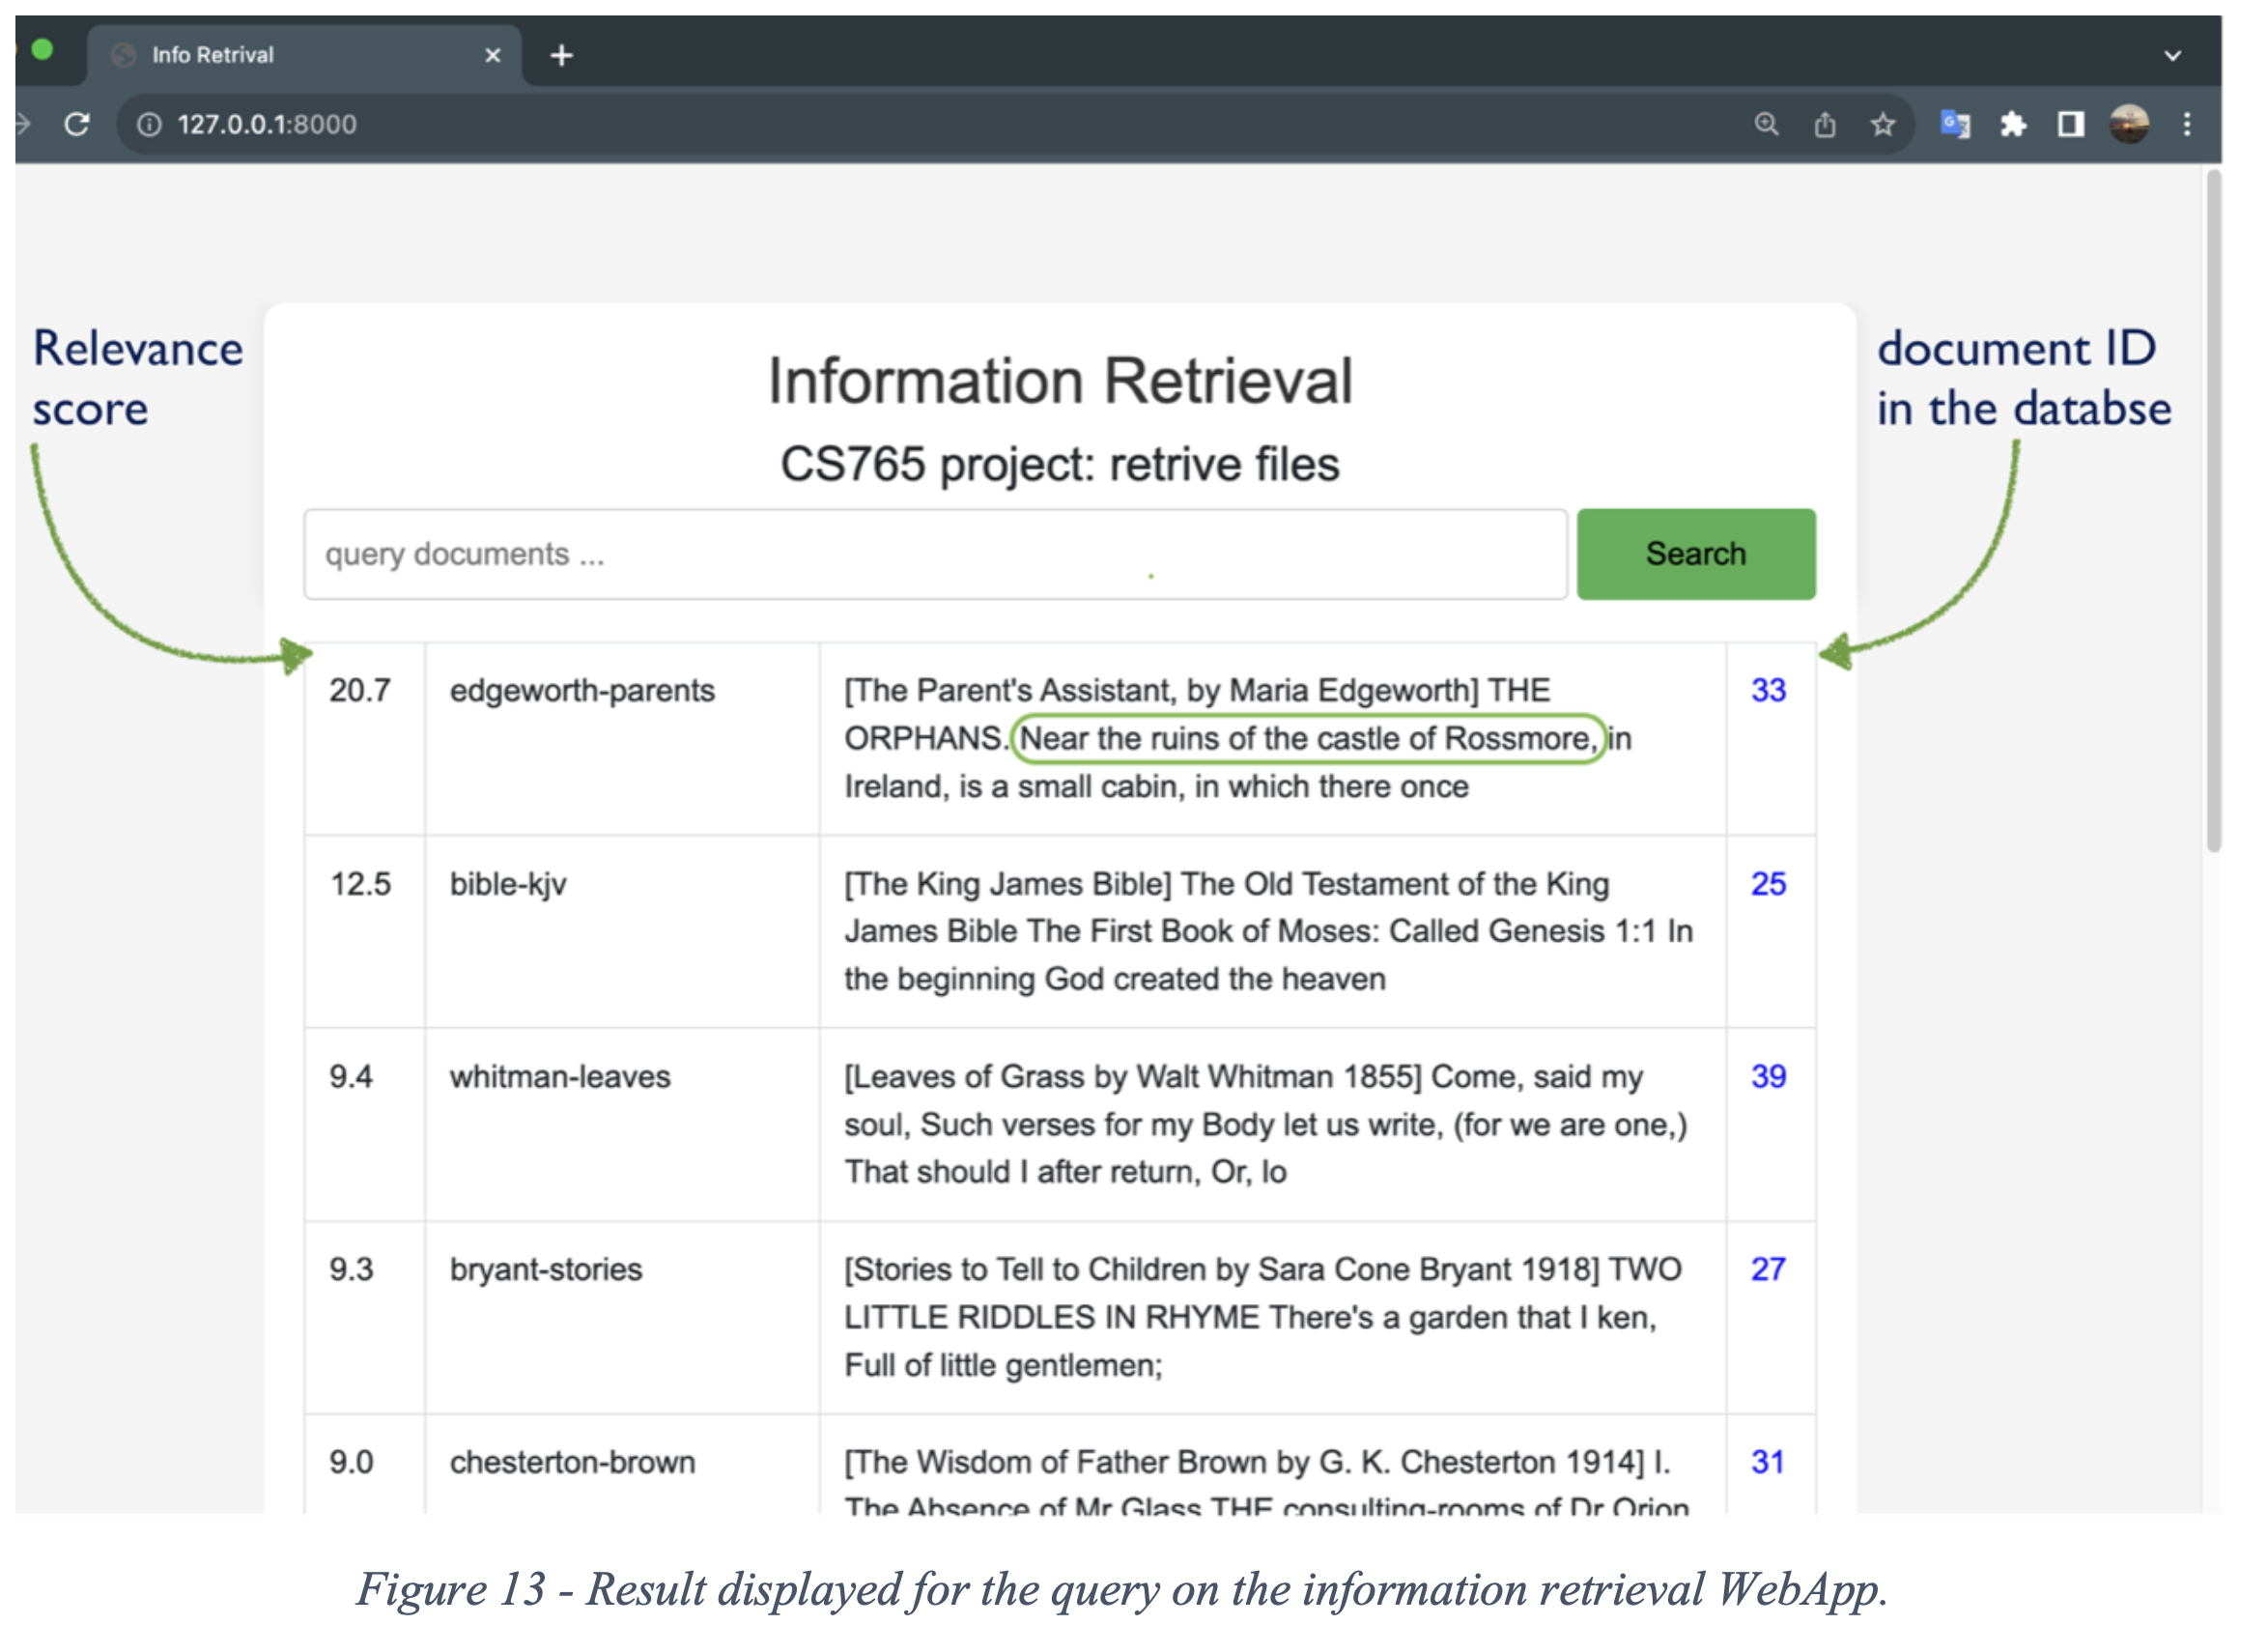 Info Retrival
127.0.0.1:8000
Relevance
score
document ID
in the databse
Information Retrieval
CS765 project: retrive files
query documents ...
Search
20.7
edgeworth-parents
[The Parent's Assistant, by Maria Edgeworth] THE
ORPHANS. Near the ruins of the castle of Rossmore, in
Ireland, is a small cabin, in which there once
33
12.5
bible-kjv
[The King James Bible] The Old Testament of the King
James Bible The First Book of Moses: Called Genesis 1:1 In
the beginning God created the heaven
25
9.4
whitman-leaves
[Leaves of Grass by Walt Whitman 1855] Come, said my
soul, Such verses for my Body let us write, (for we are one,)
That should I after return, Or, lo
39
9.3
bryant-stories
[Stories to Tell to Children by Sara Cone Bryant 1918] TWO
LITTLE RIDDLES IN RHYME There's a garden that I ken,
Full of little gentlemen;
27
9.0
chesterton-brown
[The Wisdom of Father Brown by G. K. Chesterton 1914] I.
The Absence of Mr Glass THE consulting-rooms of Dr Orion
31
Figure 13 - Result displayed for the query on the information retrieval WebApp.